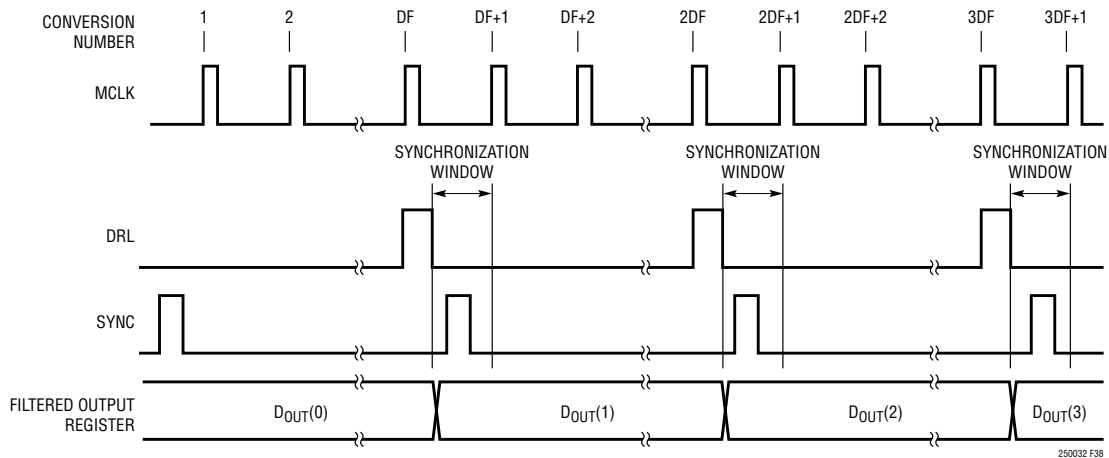 CONVERSION NUMBER 1 2 DF DF+1 DF+2 2DF 2DF+1 2DF+2 3DF 3DF+1
MCLK
SYNCHRONIZATION WINDOW SYNCHRONIZATION WINDOW SYNCHRONIZATION WINDOW
DRL
SYNC
FILTERED OUTPUT REGISTER DOUT(0) DOUT(1) DOUT(2) DOUT(3)
250032 F38